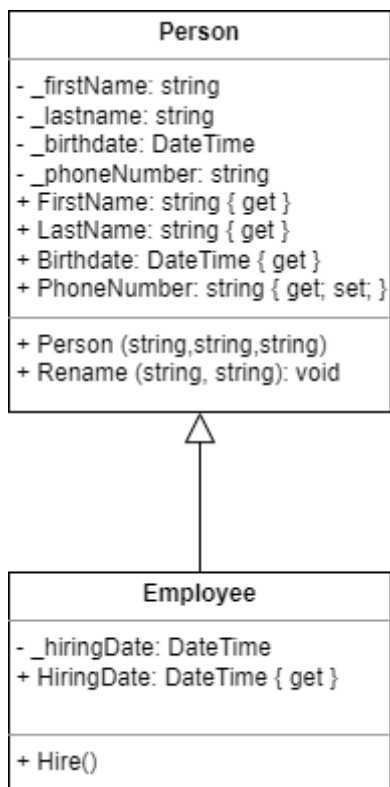 Person
- _firstName: string
- _lastname: string
- _birthdate: DateTime
- _phoneNumber: string
+ FirstName: string { get }
+ LastName: string { get }
+ Birthdate: DateTime { get }
+ PhoneNumber: string { get; set; }
+ Person (string,string,string)
+ Rename (string, string): void
Employee
- _hiringDate: DateTime
+ HiringDate: DateTime { get }
+ Hire()